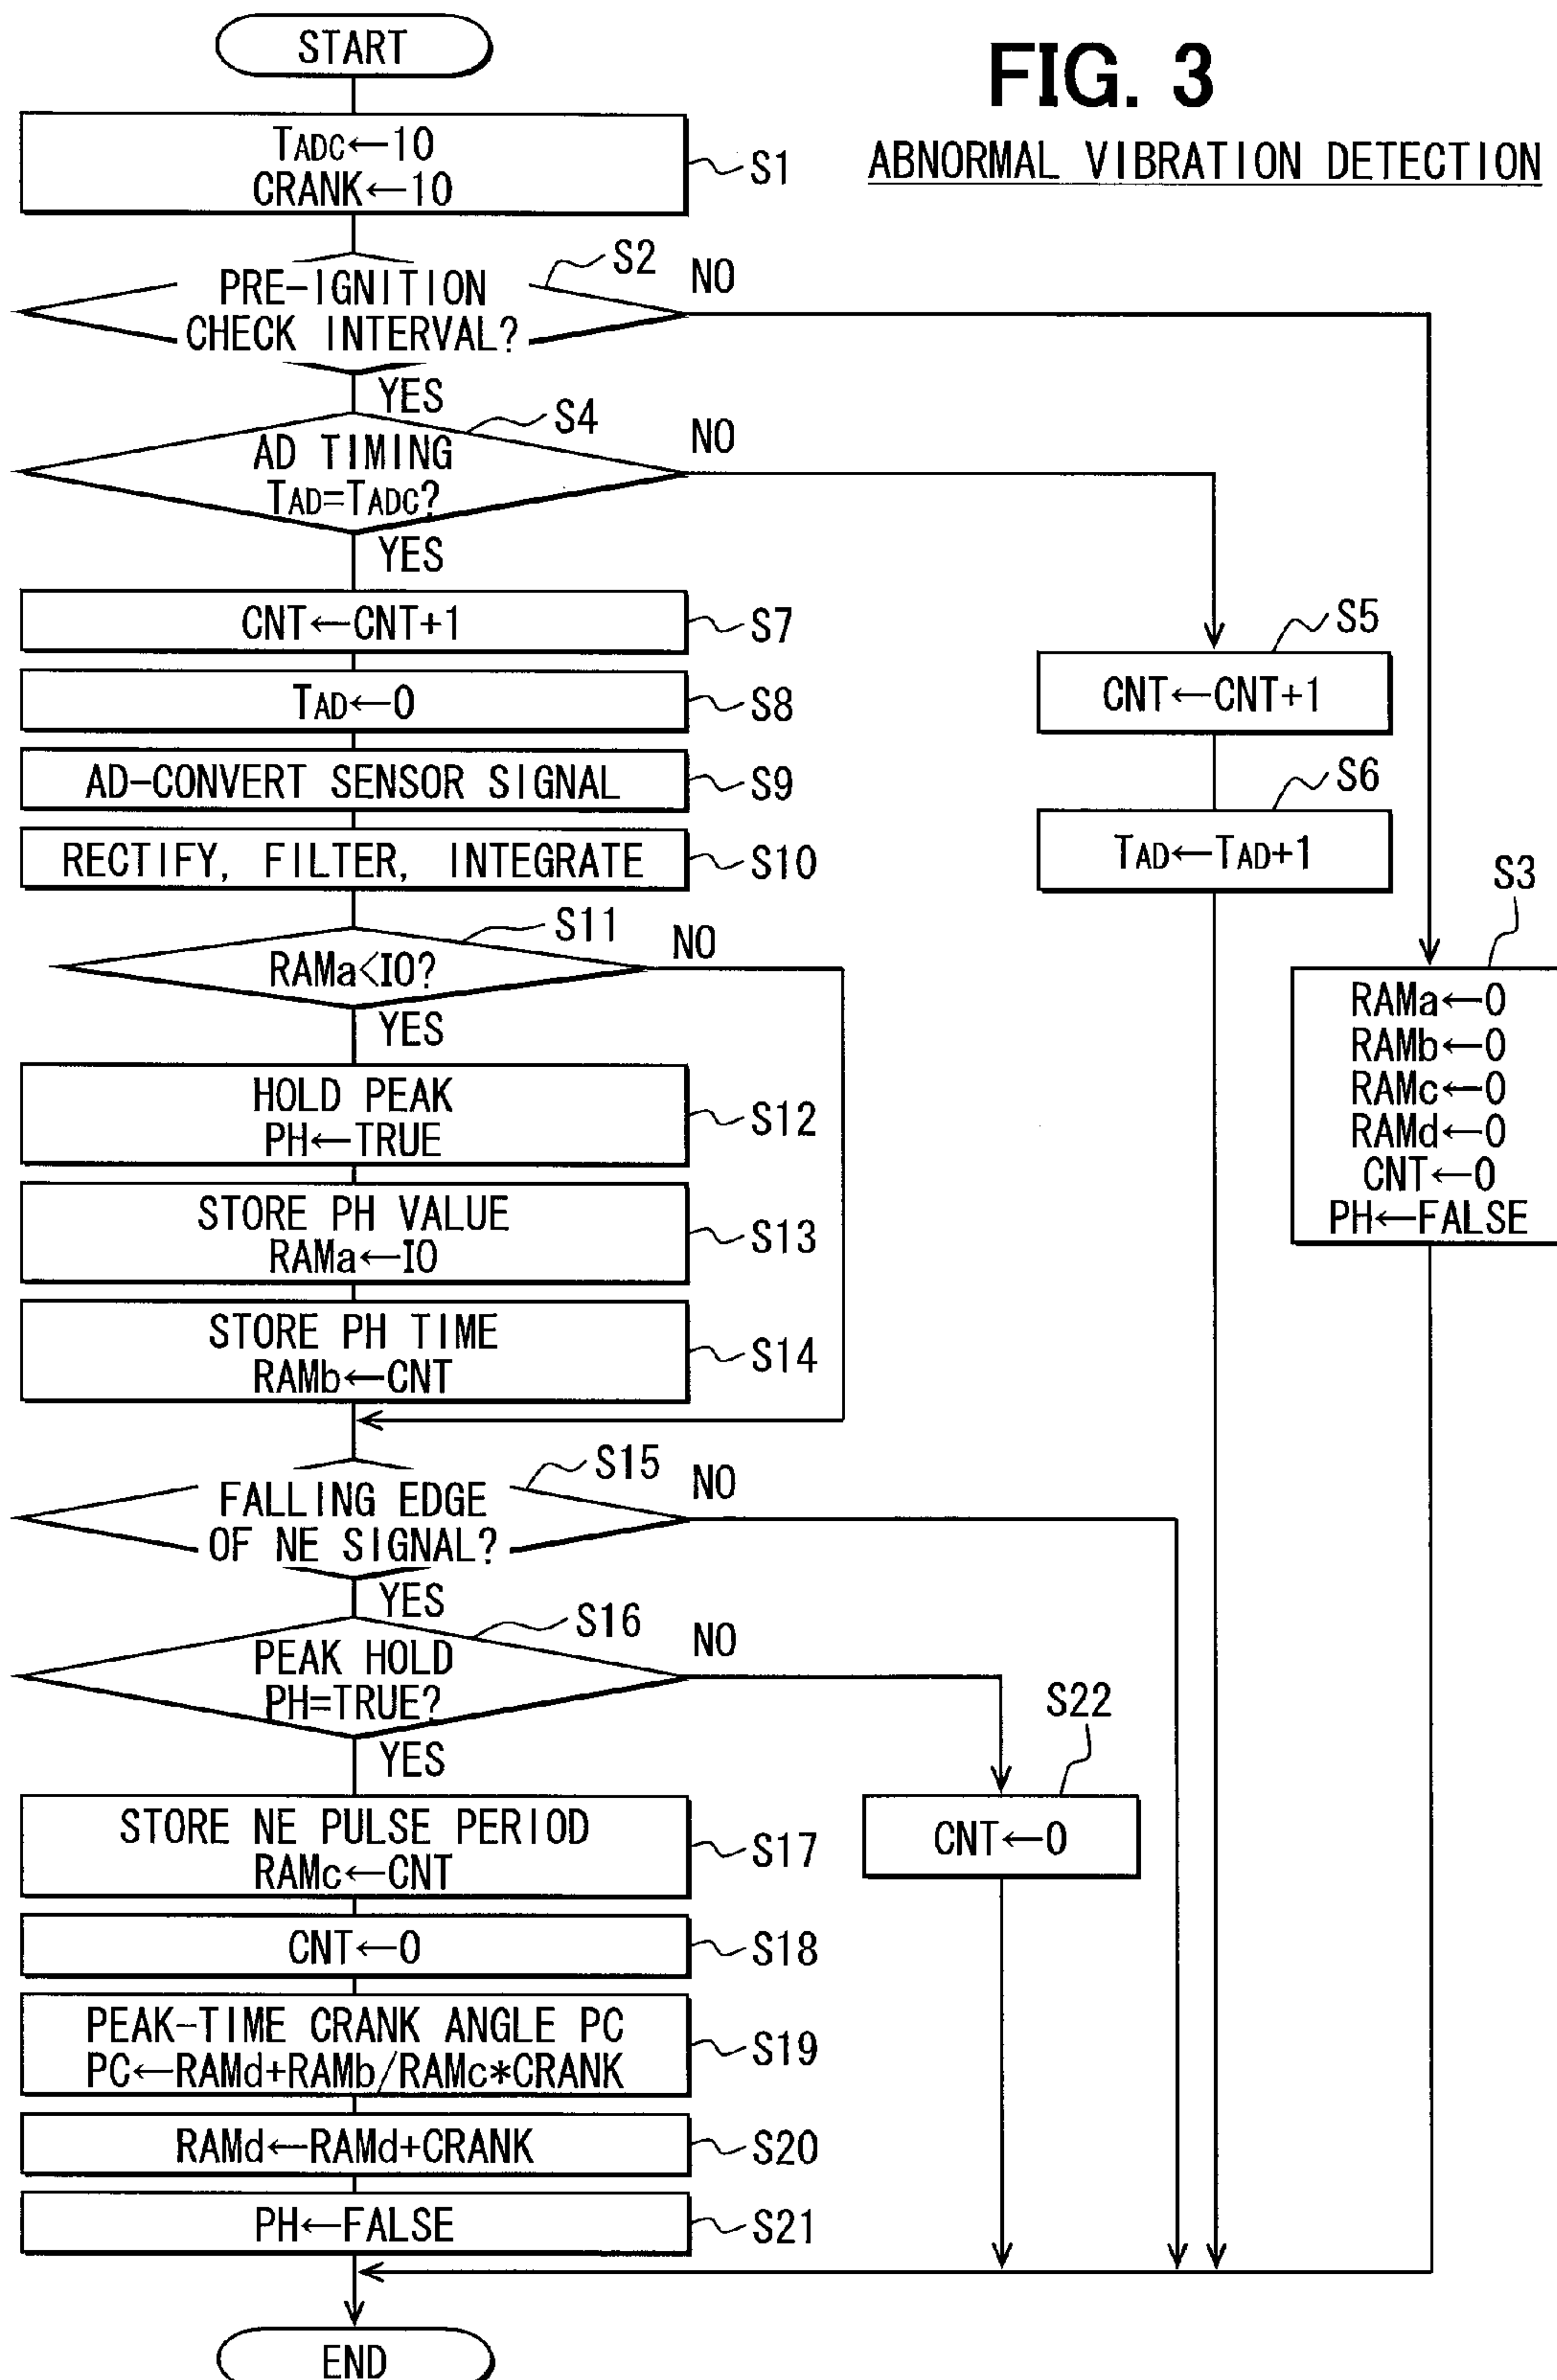 START
FIG. 3
ABNORMAL VIBRATION DETECTION
TADC←10
CRANK←10
S1
PRE-IGNITION
CHECK INTERVAL?
S2
NO
YES
AD TIMING
TAD=TADC?
S4
NO
YES
CNT←CNT+1
S7
TAD←0
S8
AD-CONVERT SENSOR SIGNAL
S9
RECTIFY, FILTER, INTEGRATE
S10
CNT←CNT+1
S5
TAD←TAD+1
S6
S3
RAMa←0
RAMb←0
RAMc←0
RAMd←0
CNT←0
PH←FALSE
RAMa<IO?
S11
NO
YES
HOLD PEAK
PH←TRUE
S12
STORE PH VALUE
RAMa←IO
S13
STORE PH TIME
RAMb←CNT
S14
FALLING EDGE
OF NE SIGNAL?
S15
NO
YES
PEAK HOLD
PH=TRUE?
S16
NO
YES
S22
CNT←0
STORE NE PULSE PERIOD
RAMc←CNT
S17
CNT←0
S18
PEAK-TIME CRANK ANGLE PC
PC←RAMd+RAMb/RAMc*CRANK
S19
RAMd←RAMd+CRANK
S20
PH←FALSE
S21
END